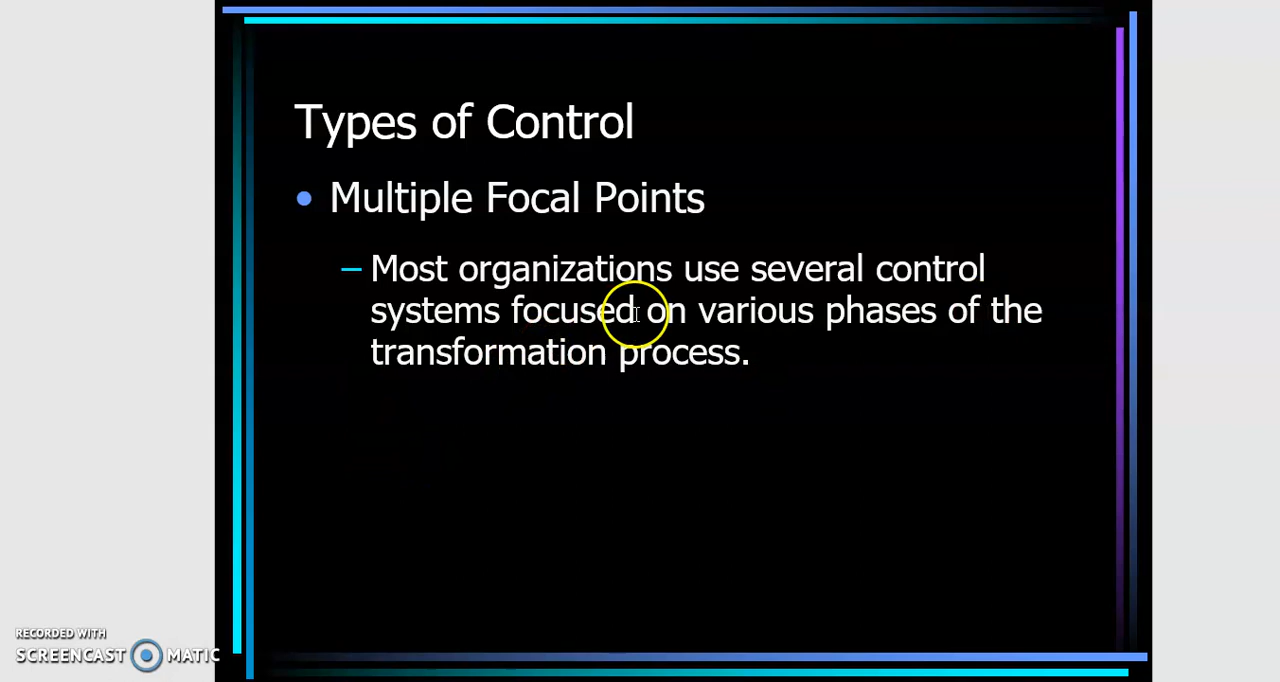 Types of Control
Multiple Focal Points
– Most organizations use several control
systems focused on various phases of the
transformation process.
RECORDED WITH
SCREENCAST MATIC